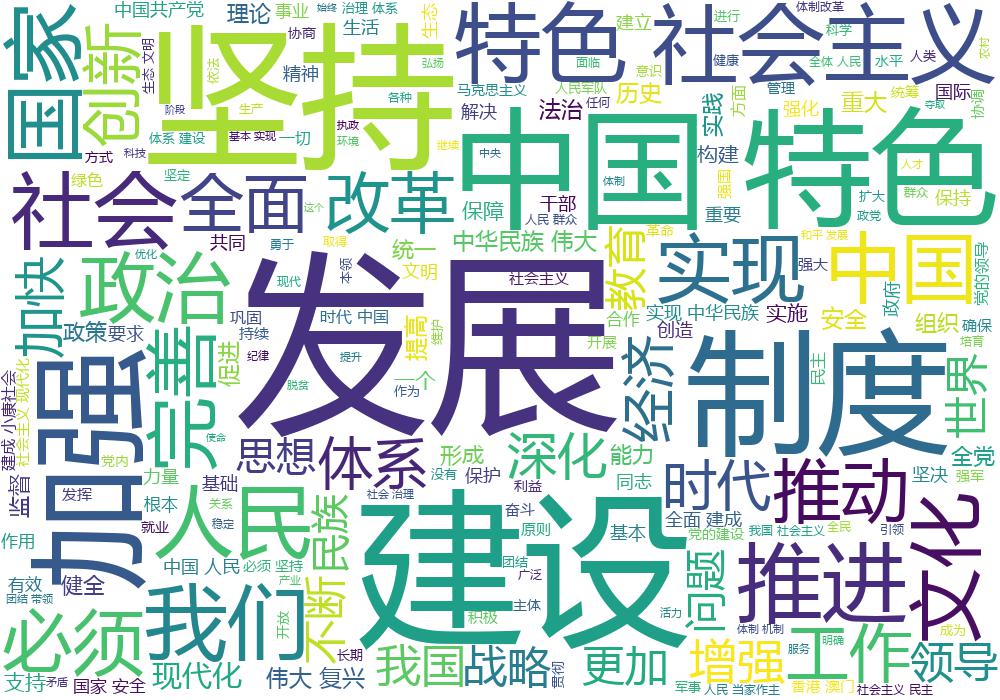 中国共产党
理论
事业
始终 治理 体系
生态
特色
社会主义
体制改革
国家
创新
坚持
协商
生活
建立
进行
科学
生态 文明
依法
精神
弘扬
面临
意识
健康
全体 人民
水平
人类
农村
马克思主义
人民军队
任何
历史
方面
管理
强化
重大
统筹
国际
协调
阶段
生产
各种
解决
法治
实践
夺取
体系 建设
基本 实现
一切
执政
环境
继续
中国
特色
构建
人才
方式
科技
中央
体制
强国
社会
绿色
坚定
全面
改革
保障
干部
人民 群众
重要
扩大
群众
保持
政党
这个
共同
勇于
取得
统一
中华民族 伟大
革命
教育
实现
和平 发展
中国
党的领导
优化
加快
政治
现代
本领
文明
发展
社会主义
强大
政府
政策
要求
巩固
持续
时代 中国
提高
维护
合作
实现 中华民族
实施
创造
安全
组织
确保
培育
纪律
提升
开展
加强
完善
促进
脱贫
一个
作为
经济
制度
民主
世界
建成 小康社会
社会主义 现代化
使命
思想
体系
形成
深化
能力
全党
党内
力量
没有
保护
利益
同志
时代
推动
坚决
强军
监督
发挥
根本
基础
关系
社会 治理
人民
民族
建设
奋斗
原则
基本
全面 建成
我国 社会主义
全民
引领
文化
就业
稳定
作用
党的建设
中国 人民
必须 坚持
团结
广泛
问题
推进
有效
健全
产业
团结 带领
我们
不断
开放
主体
积极
活力
体制 机制
成为
必须
增强
服务
明确
工作
领导
支持
矛盾
现代化
长期
我国
战略
贯彻
更加
国家 安全
伟大 复兴
军事
人民 当家作主
香港 澳门
社会主义 民主